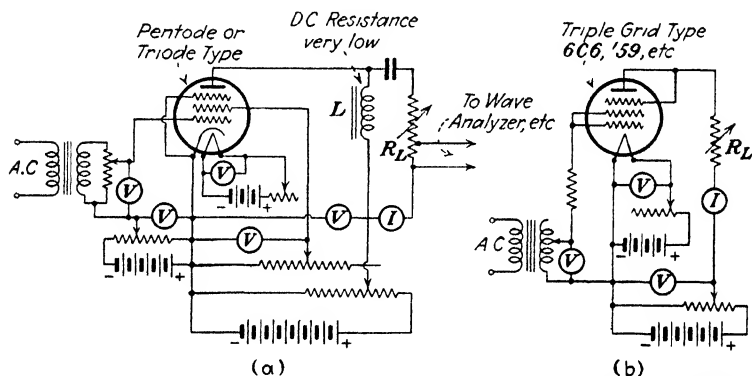 Pentode or
Triode Type
DC Resistance
very low
L
R_L
To Wave
Analyzer, etc
A.C
V
V
V
V
V
I
- +
- +
- +
(a)
Triple Grid Type
6C6, '59, etc
R_L
V
I
A C
V
V
- +
- +
(b)